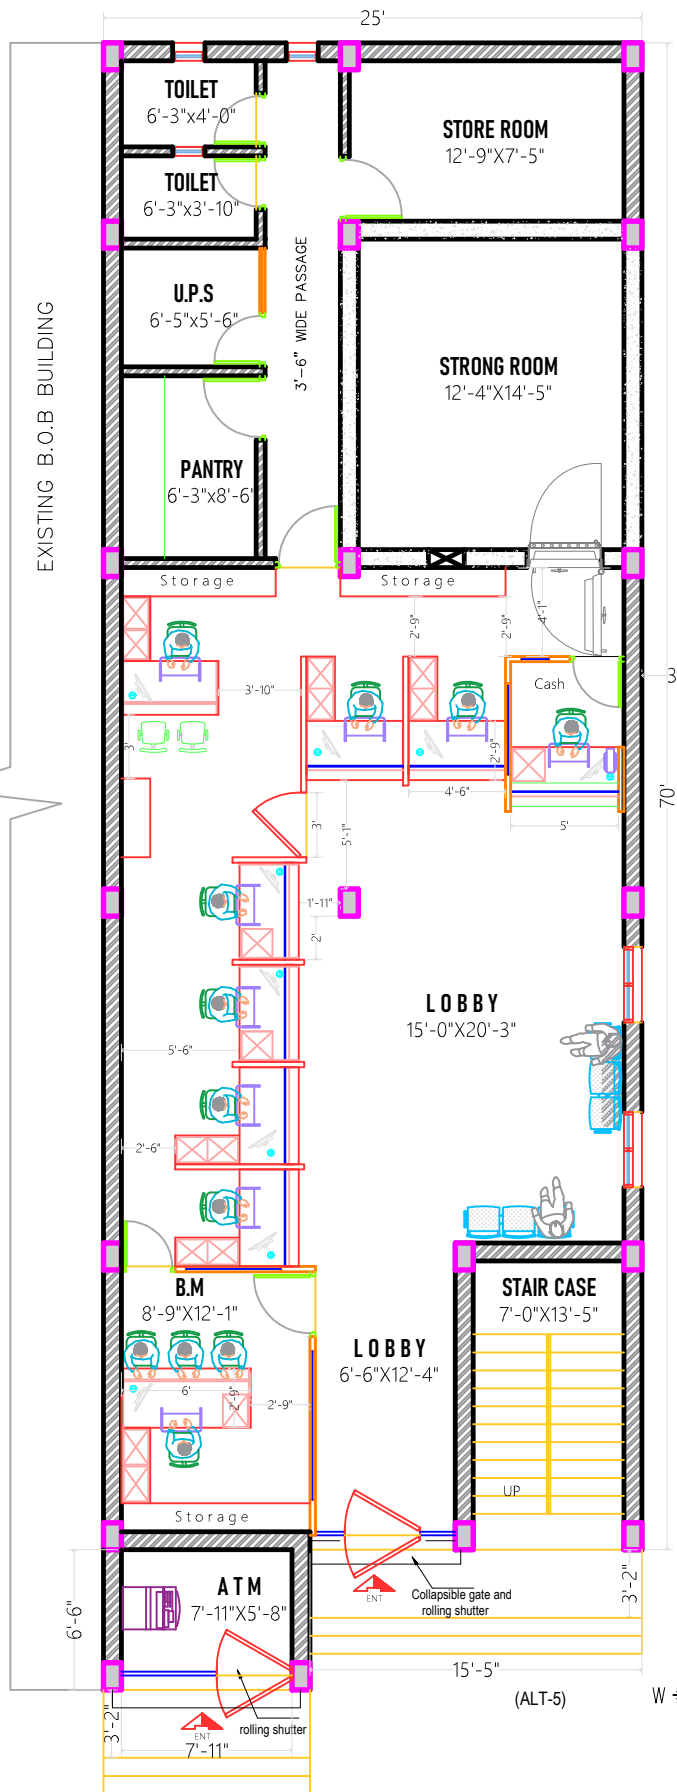 25'
TOILET
6'-3"x4'-0"
STORE ROOM
12'-9"X7'-5"
TOILET
6'-3"x3'-10"
U.P.S
6'-5"x5'-6"
3'-6" WIDE PASSAGE
EXISTING B.O.B BUILDING
STRONG ROOM
12'-4"X14'-5"
PANTRY
6'-3"x8'-6"
Storage
Storage
2'-9"
2'-9"
4'-1"
3'-10"
Cash
3'
2'-9"
4'-6"
5'
70'
3'
5'-1"
1'-11"
2'
LOBBY
15'-0"X20'-3"
5'-6"
2'-6"
B.M
8'-9"X12'-1"
STAIR CASE
7'-0"X13'-5"
LOBBY
6'-6"X12'-4"
6'
2'-9"
2'-9"
UP
Storage
ATM
7'-11"X5'-8"
ENT
Collapsible gate and
rolling shutter
3'-2"
6'-6"
15'-5"
(ALT-5)
W
3'-2"
ENT
rolling shutter
7'-11"